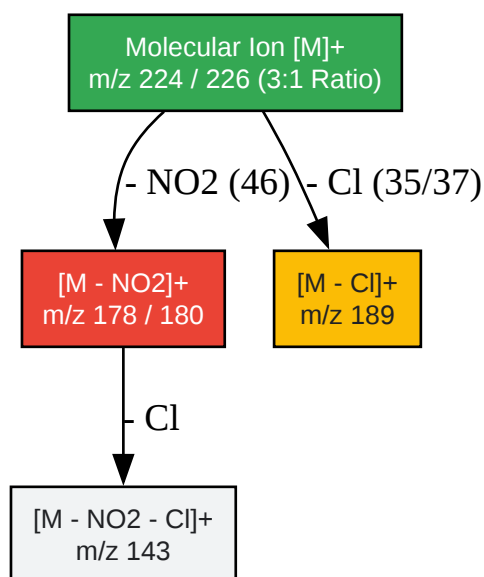 Molecular Ion [M]+
m/z 224 / 226 (3:1 Ratio)
- NO2 (46)
- Cl (35/37)
[M - NO2]+
m/z 178 / 180
[M - Cl]+
m/z 189
- Cl
[M - NO2 - Cl]+
m/z 143